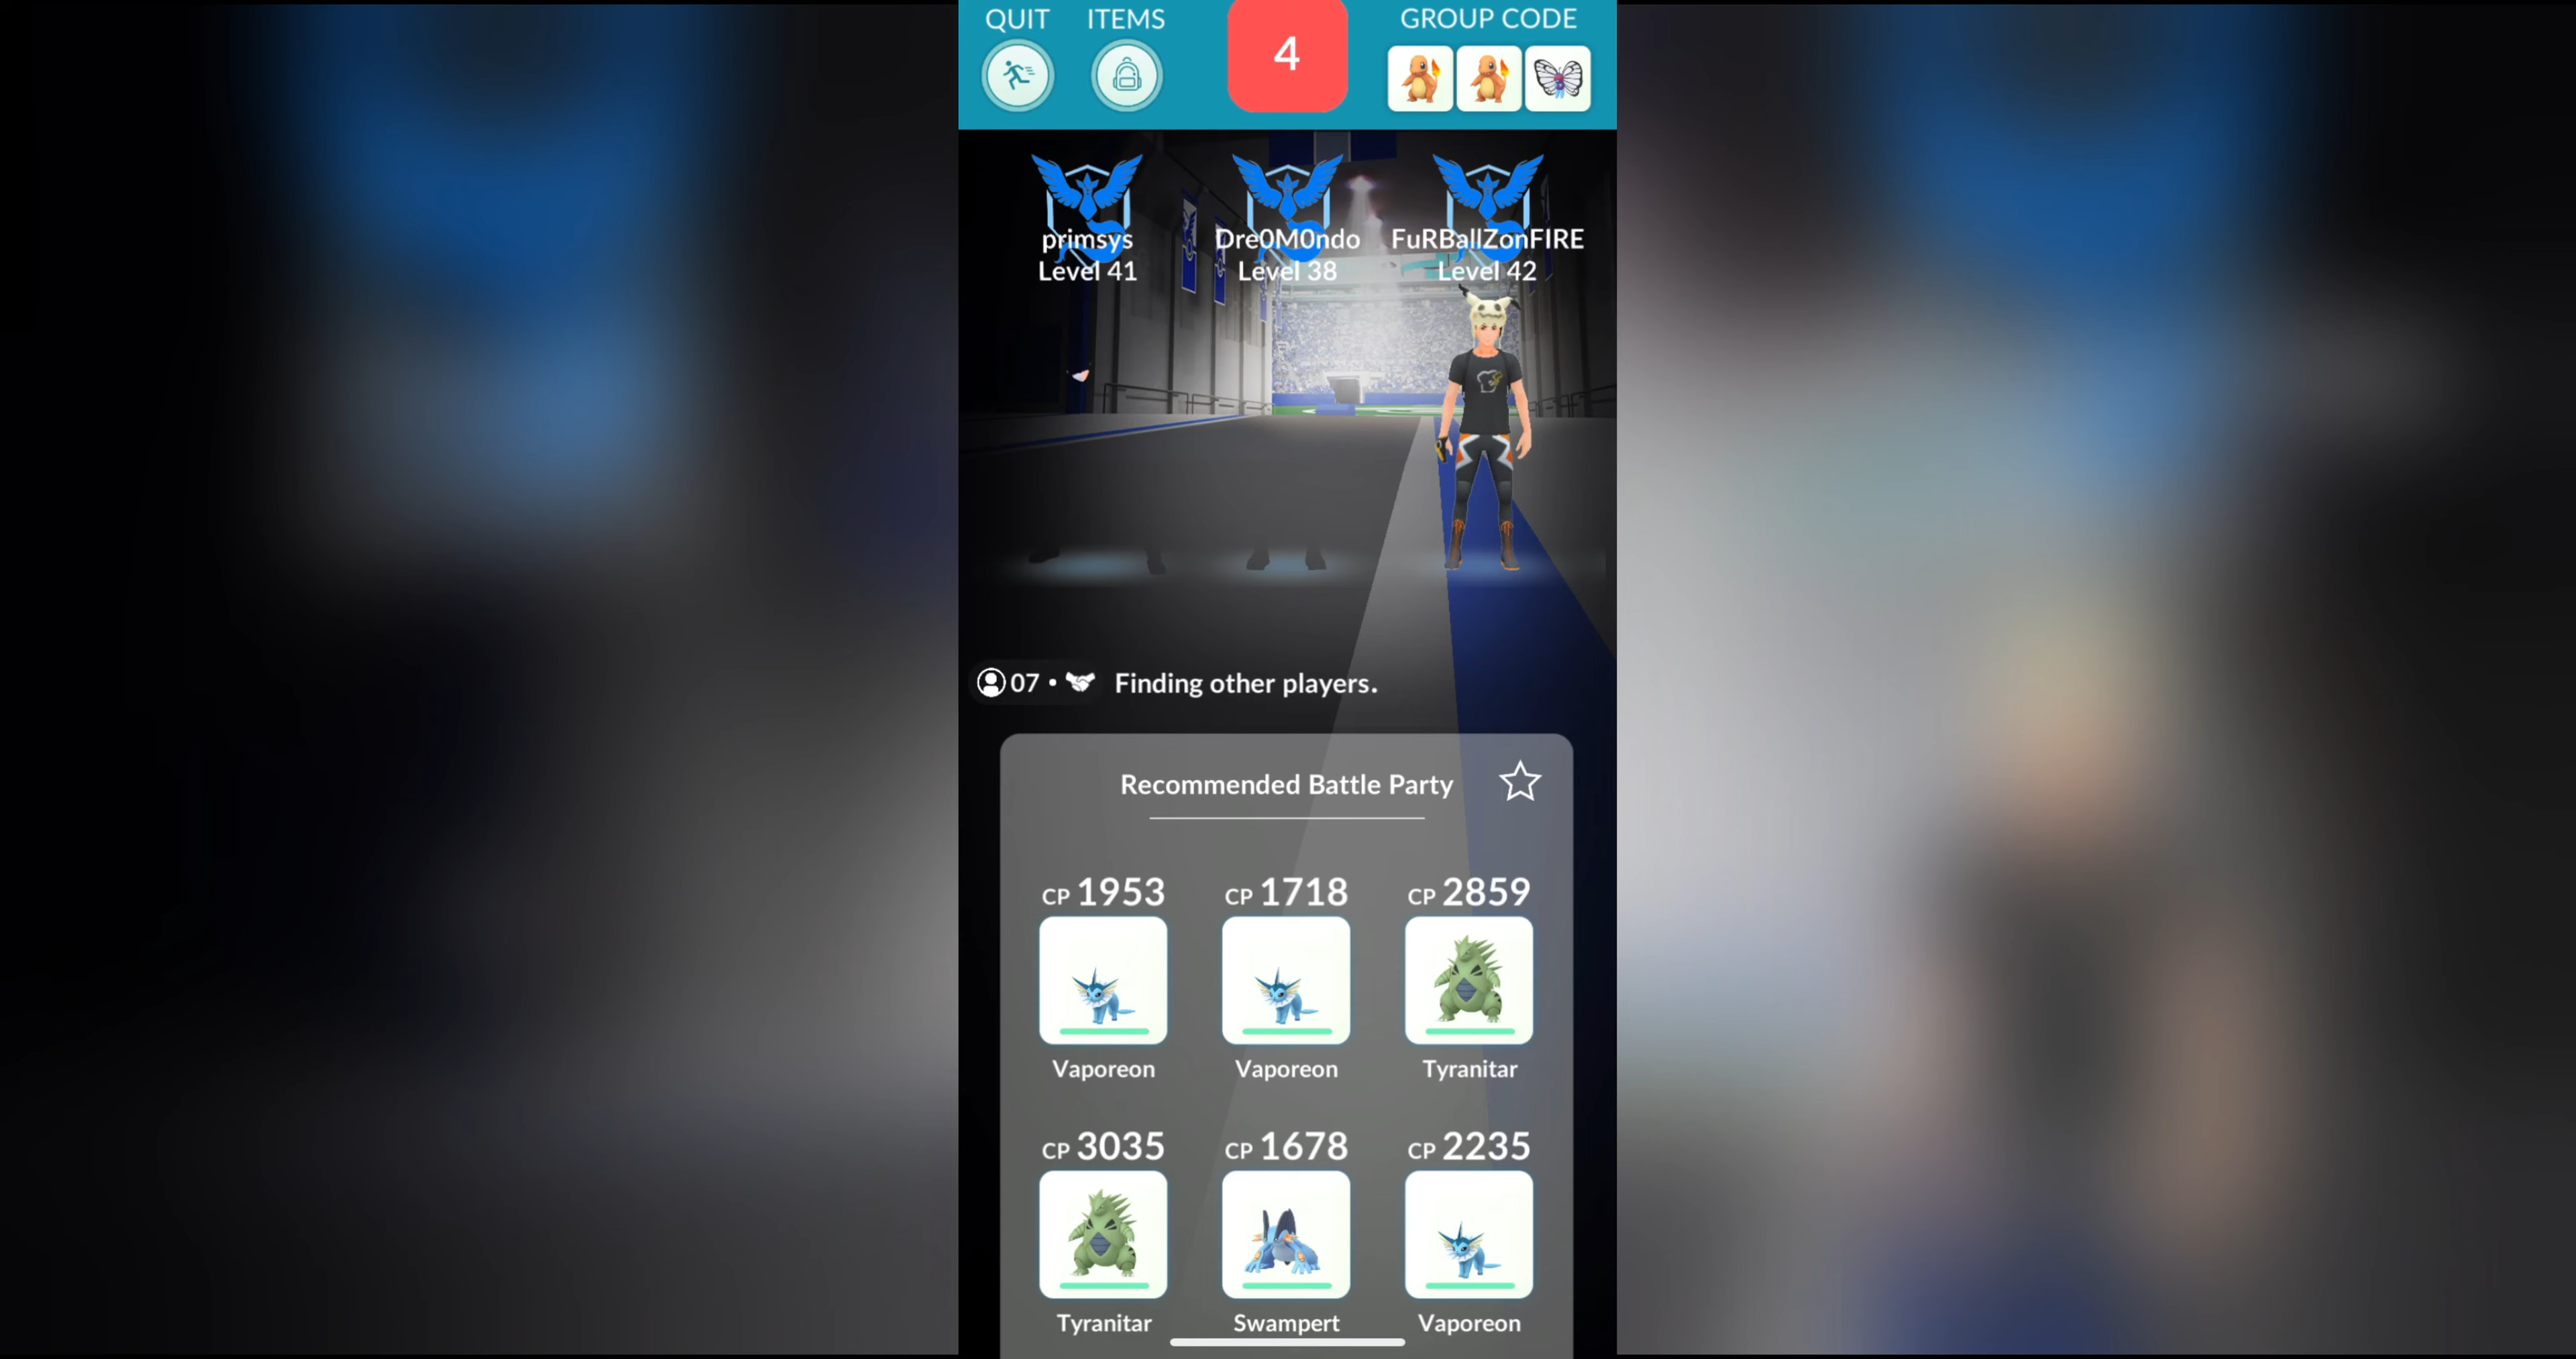 QUIT ITEMS 4 GROUP CODE
primsys Dre0M0ndo FuRBallZonFIRE
Level 41 Level 38 Level 42
07 • Finding other players.
Recommended Battle Party
CP 1953 CP 1718 CP 2859
Vaporeon Vaporeon Tyranitar
CP 3035 CP 1678 CP 2235
Tyranitar Swampert Vaporeon